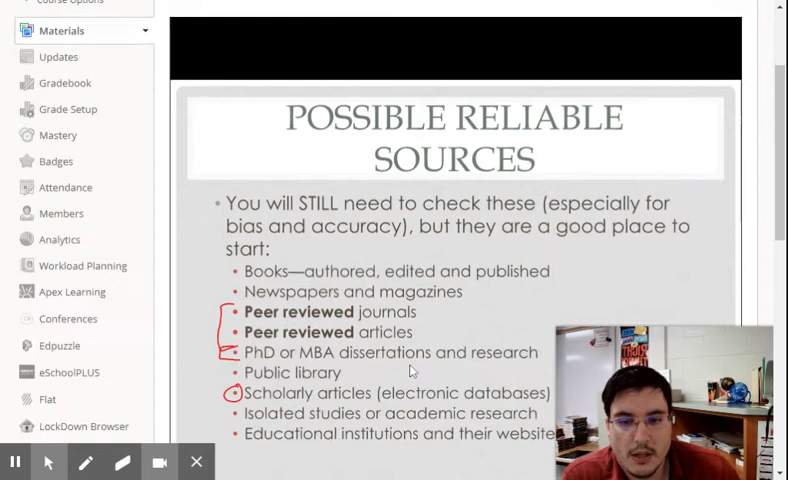 Course Options
Materials
Updates
Gradebook
Grade Setup
Mastery
Badges
Attendance
Members
Analytics
Workload Planning
Apex Learning
Conferences
Edpuzzle
eSchoolPLUS
Flat
LockDown Browser
POSSIBLE RELIABLE
SOURCES
• You will STILL need to check these (especially for
bias and accuracy), but they are a good place to
start:
• Books—authored, edited and published
• Newspapers and magazines
• Peer reviewed journals
• Peer reviewed articles
• PhD or MBA dissertations and research
• Public library
• Scholarly articles (electronic databases)
• Isolated studies or academic research
• Educational institutions and their website